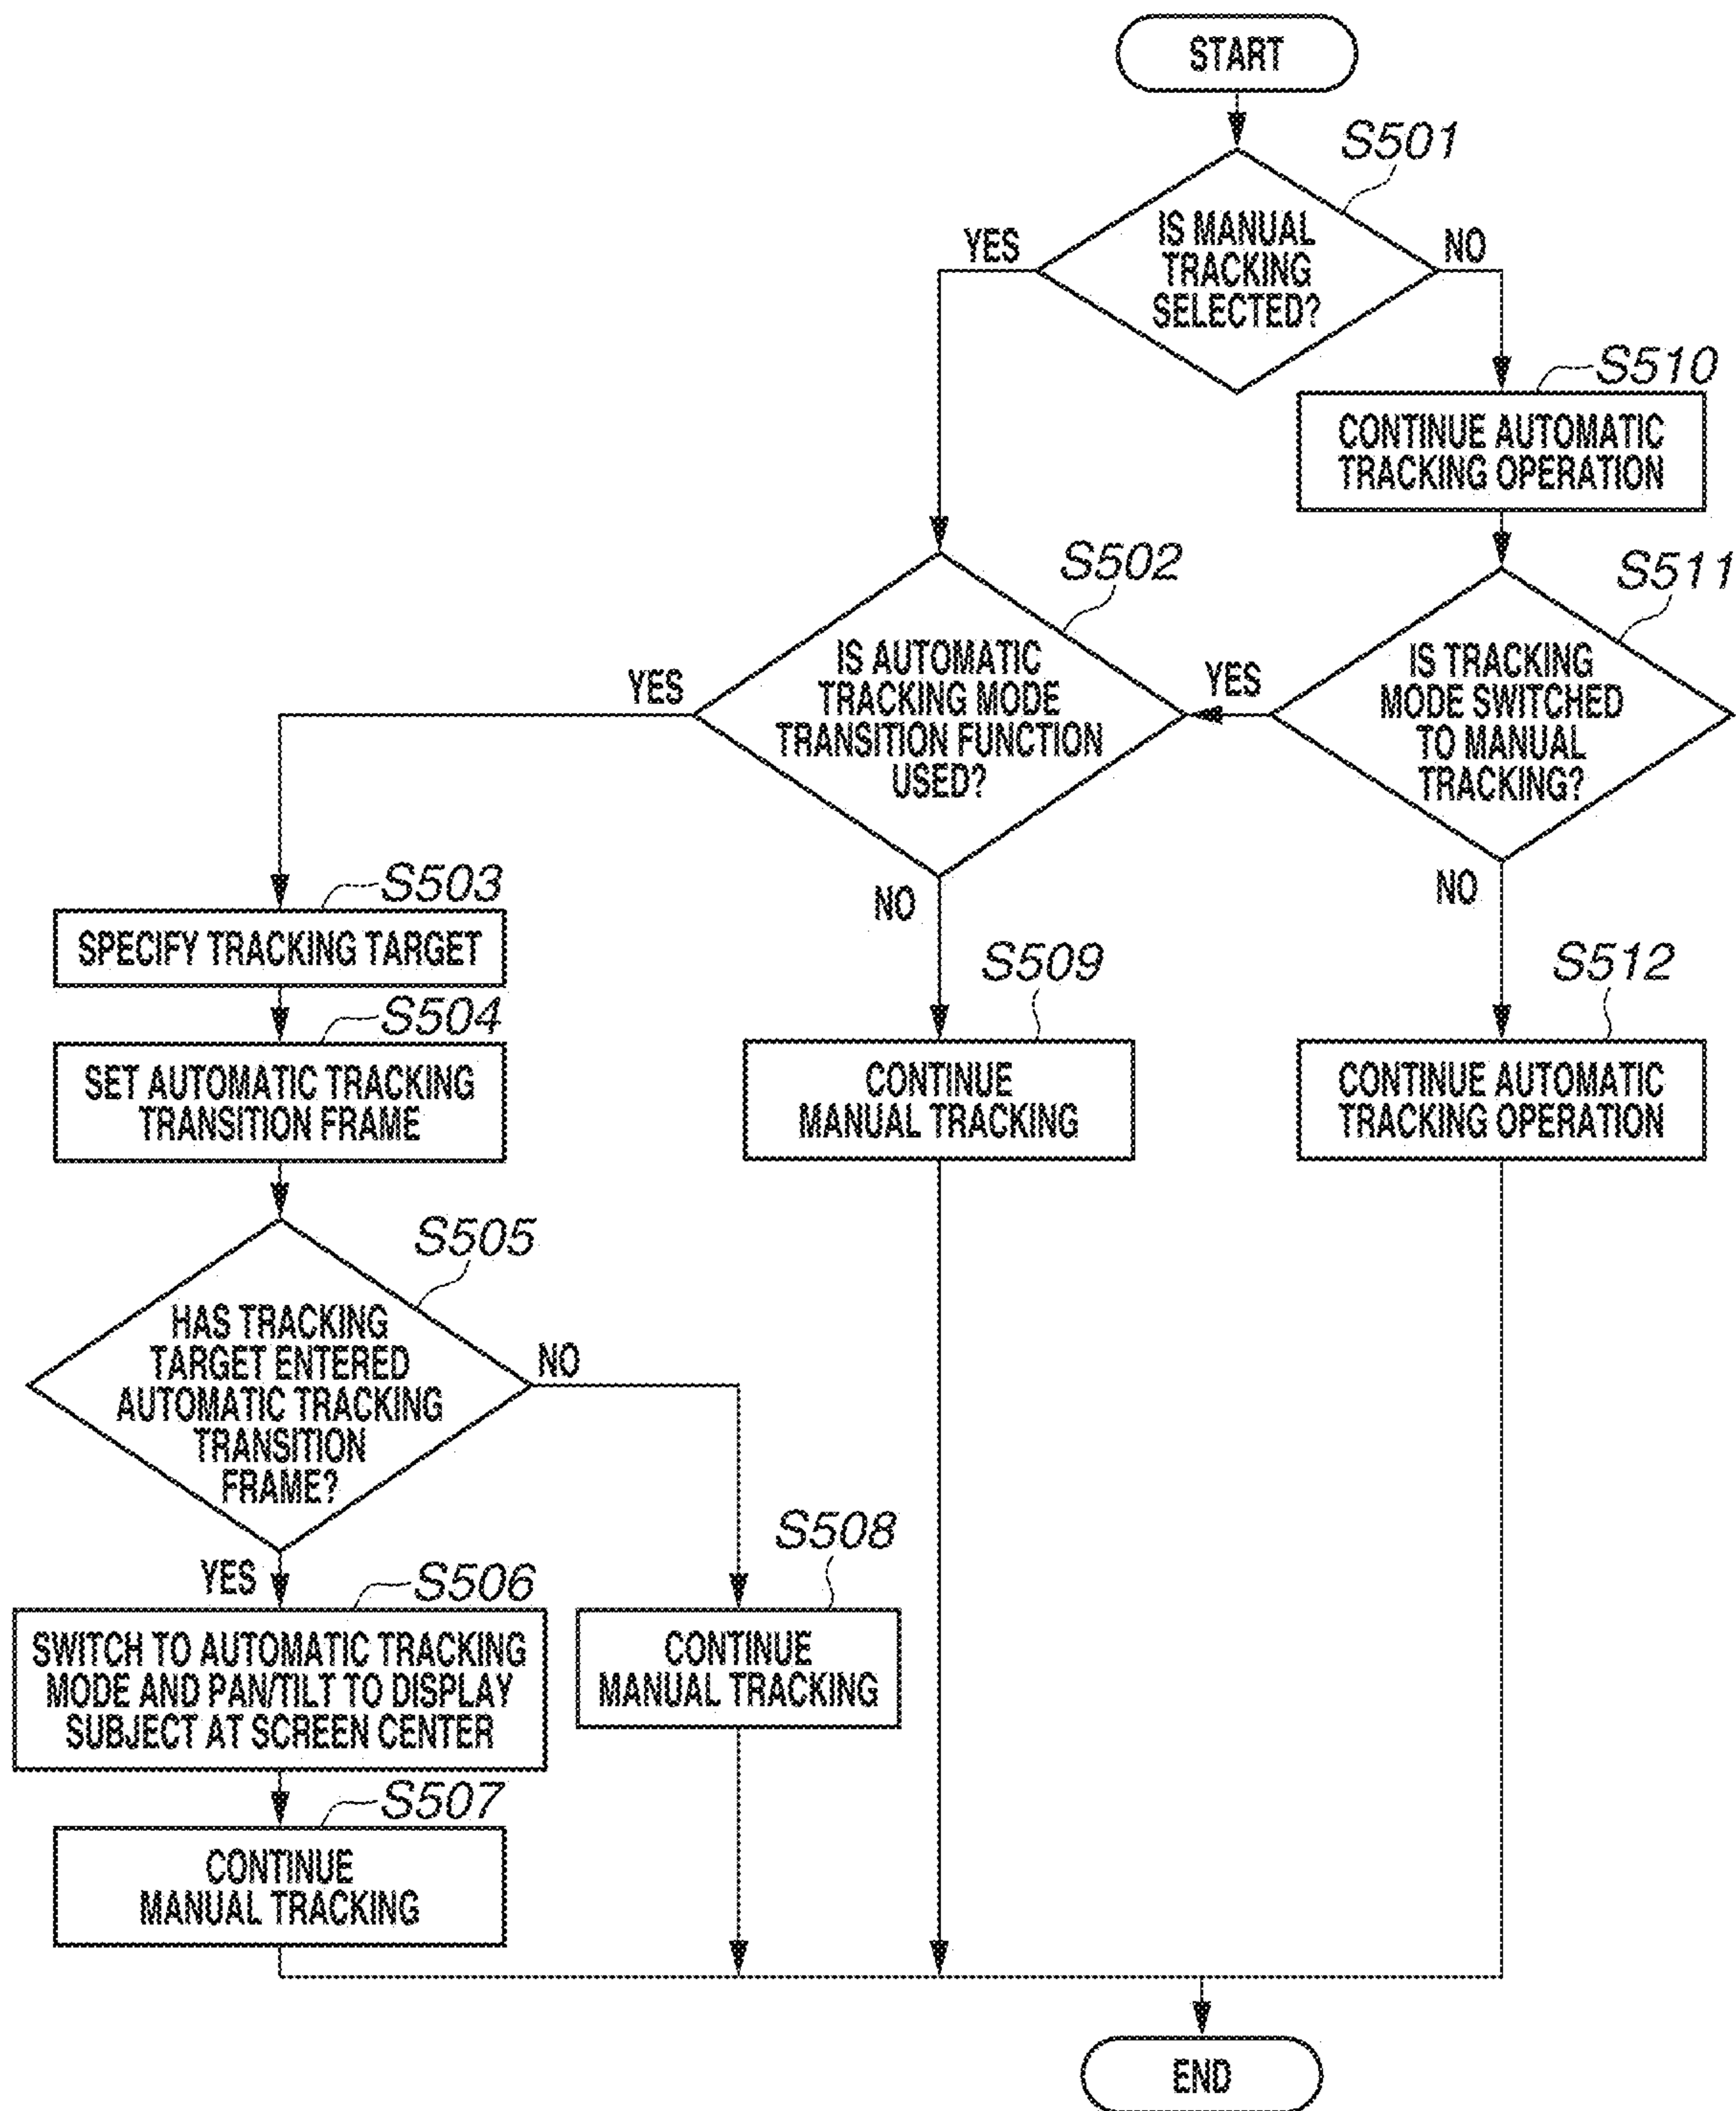 START
S501
IS MANUAL
TRACKING
SELECTED?
YES
NO
S510
CONTINUE AUTOMATIC
TRACKING OPERATION
S502
S511
IS AUTOMATIC
TRACKING MODE
TRANSITION FUNCTION
USED?
YES
YES
IS TRACKING
MODE SWITCHED
TO MANUAL
TRACKING?
NO
NO
S503
SPECIFY TRACKING TARGET
S504
SET AUTOMATIC TRACKING
TRANSITION FRAME
S509
CONTINUE
MANUAL TRACKING
S512
CONTINUE AUTOMATIC
TRACKING OPERATION
S505
HAS TRACKING
TARGET ENTERED
AUTOMATIC TRACKING
TRANSITION
FRAME?
NO
YES
S506
SWITCH TO AUTOMATIC TRACKING
MODE AND PAN/TILT TO DISPLAY
SUBJECT AT SCREEN CENTER
S508
CONTINUE
MANUAL TRACKING
S507
CONTINUE
MANUAL TRACKING
END